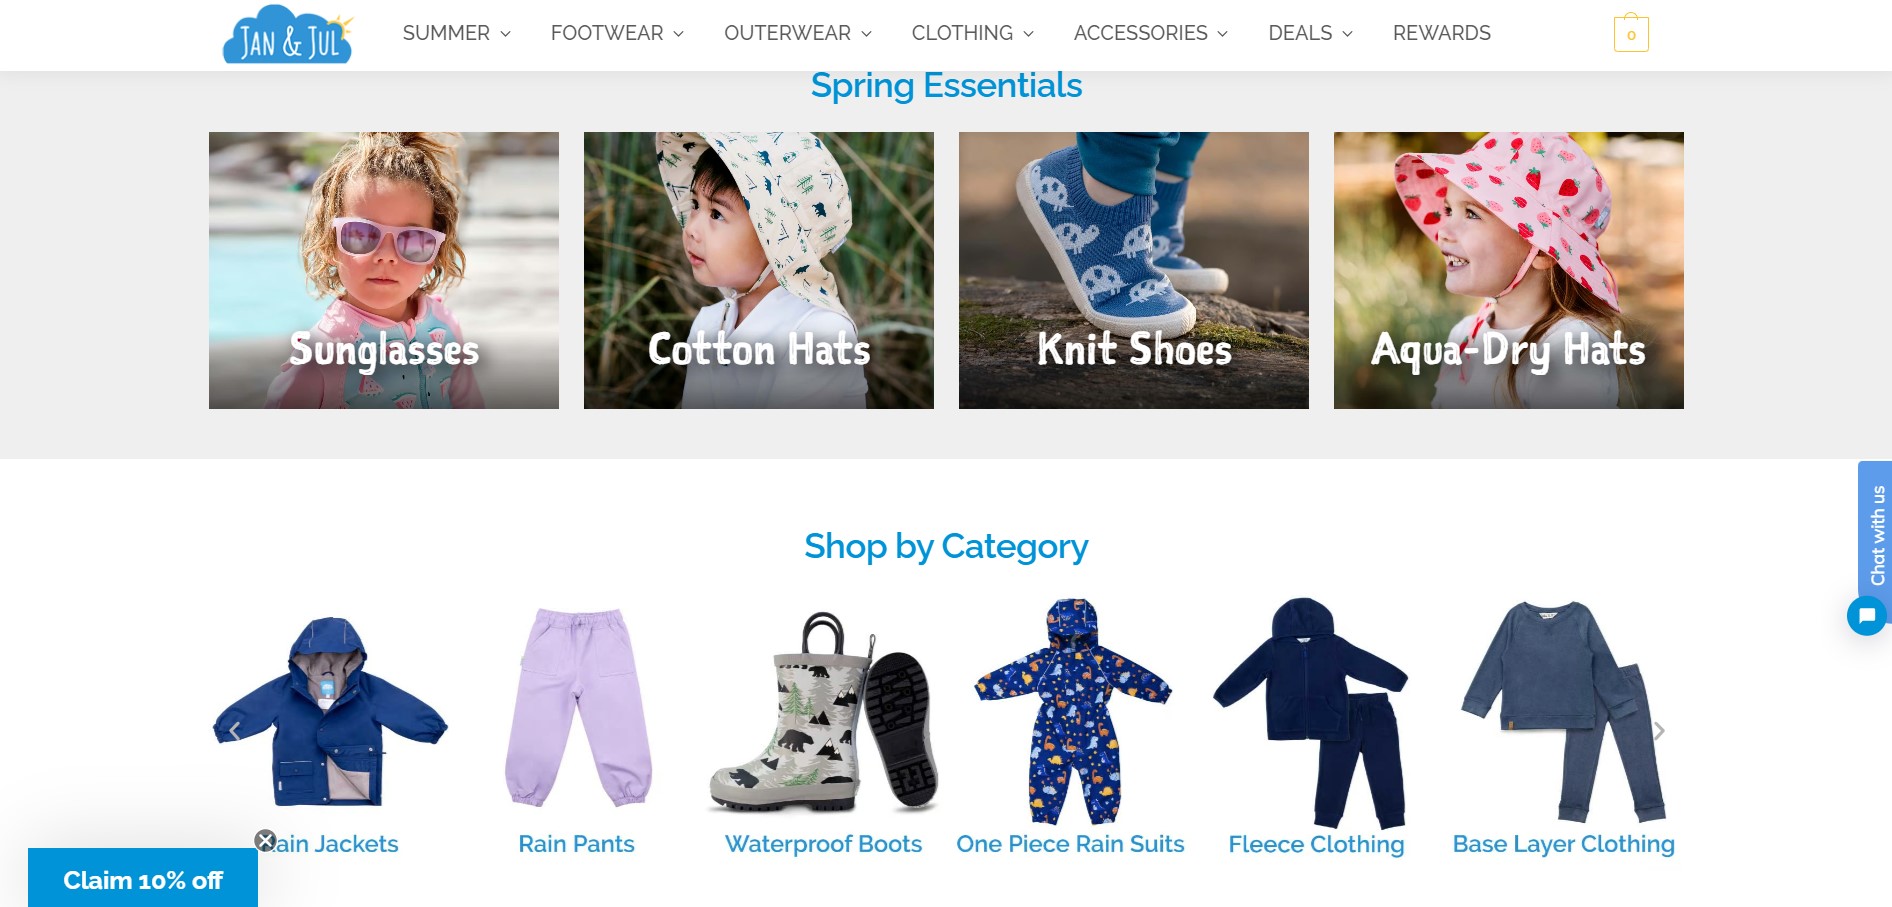 JAN & JUL
SUMMER
FOOTWEAR
OUTERWEAR
CLOTHING
ACCESSORIES
DEALS
REWARDS
0
Spring Essentials
Sunglasses
Cotton Hats
Knit Shoes
Aqua-Dry Hats
Chat with us
Shop by Category
ain Jackets
Rain Pants
Waterproof Boots
One Piece Rain Suits
Fleece Clothing
Base Layer Clothing
Claim 10% off